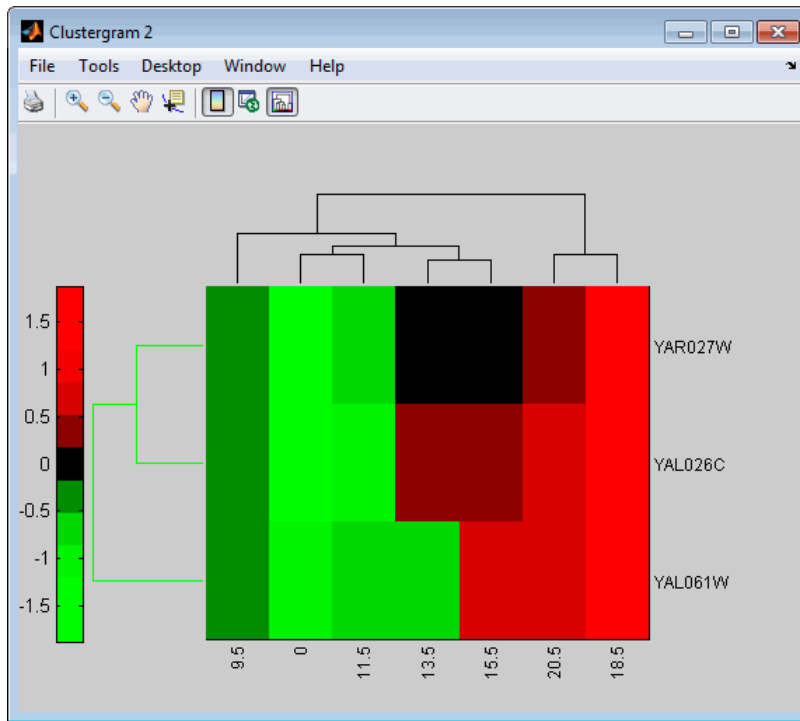 Clustergram 2
File Tools Desktop Window Help
1.5
1
0.5
0
-0.5
-1
-1.5
YAR027W
YAL026C
YAL061W
9.5 0 11.5 13.5 15.5 20.5 18.5